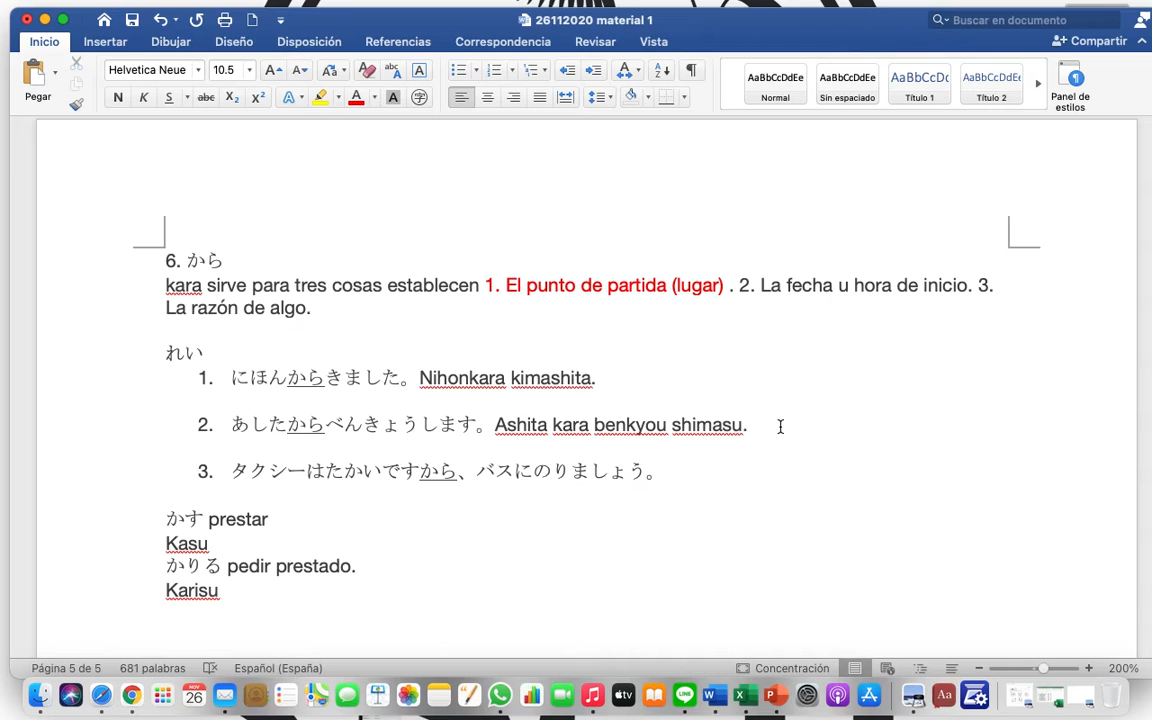 26112020 material 1
Buscar en documento
Inicio Insertar Dibujar Diseño Disposición Referencias Correspondencia Revisar Vista Compartir
Pegar
Helvetica Neue 10.5
N K S abc X₂ X²
AaBbCcDdEe AaBbCcDdEe AaBbCcDc AaBbCcDdEe
Normal Sin espaciado Título 1 Título 2 Panel de estilos
6. から
kara sirve para tres cosas establecen 1. El punto de partida (lugar) . 2. La fecha u hora de inicio. 3.
La razón de algo.
れい
1. にほんからきました。Nihonkara kimashita.
2. あしたからべんきょうします。Ashita kara benkyou shimasu.
3. タクシーはたかいですから、バスにのりましょう。
かす prestar
Kasu
かりる pedir prestado.
Karisu
Página 5 de 5 681 palabras Español (España) Concentración 200%
NOV
26